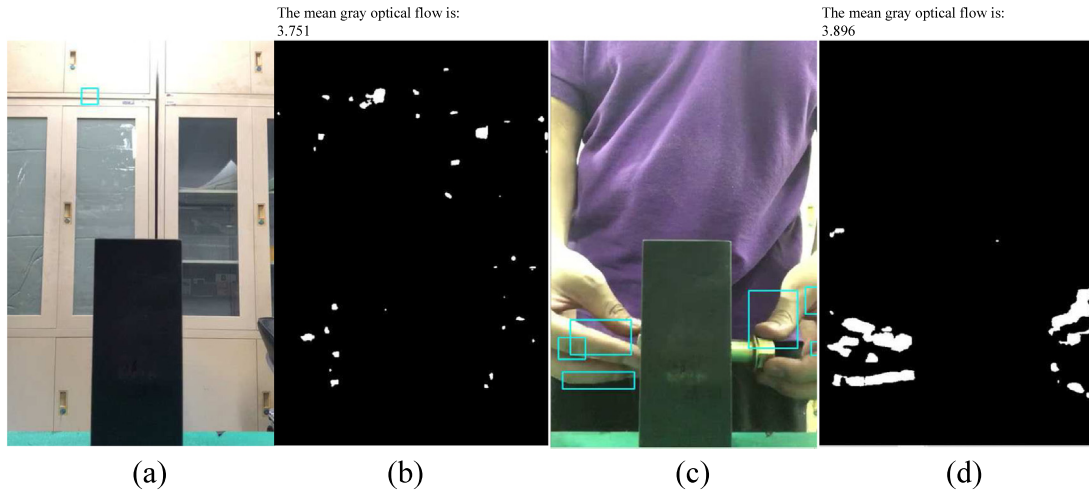 The mean gray optical flow is:
3.751
The mean gray optical flow is:
3.896
(a)
(b)
(c)
(d)